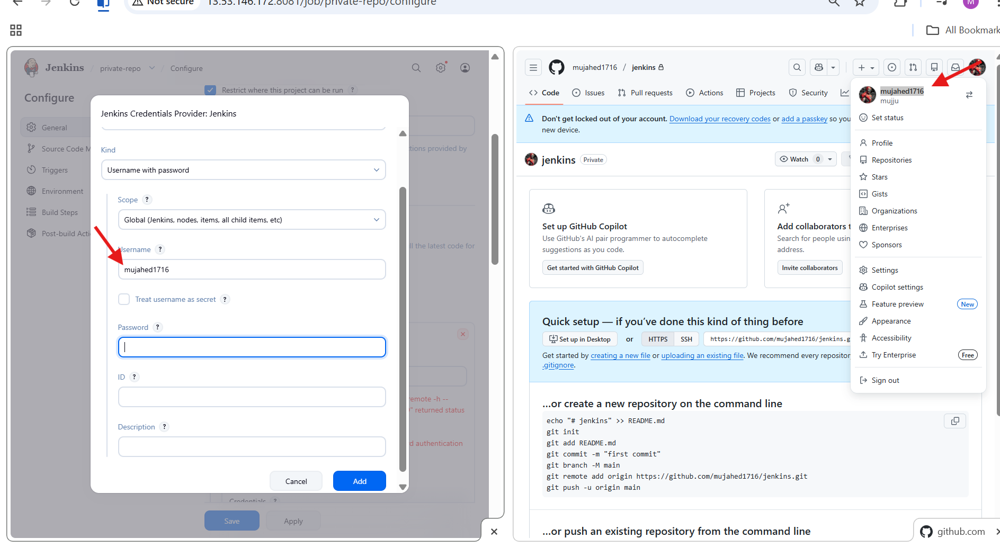 Not secure 13.53.146.172:8081/job/private-repo/configure
M
All Bookmark
Jenkins / private-repo / Configure
Configure
General
Source Code M
Triggers
Environment
Build Steps
Post-build Acti
Restrict where this project can be run ?
tions provided by
ll the latest code for
emote -h --
" returned status
d authentication
Credentials ?
Save
Apply
Jenkins Credentials Provider: Jenkins
Kind
Username with password
Scope ?
Global (Jenkins, nodes, items, all child items, etc)
Username ?
mujahed1716
Treat username as secret ?
Password ?
ID ?
Description ?
Cancel
Add
mujahed1716 / jenkins
Code
Issues
Pull requests
Actions
Projects
Security
Don't get locked out of your account. Download your recovery codes or add a passkey so you
new device.
jenkins Private
Watch 0
Set up GitHub Copilot
Use GitHub's AI pair programmer to autocomplete
suggestions as you code.
Get started with GitHub Copilot
Add collaborators t
Search for people usin
address.
Invite collaborators
Quick setup — if you’ve done this kind of thing before
Set up in Desktop or HTTPS SSH https://github.com/mujahed1716/jenkins.g
Get started by creating a new file or uploading an existing file. We recommend every repositor
.gitignore.
…or create a new repository on the command line
echo "# jenkins" >> README.md
git init
git add README.md
git commit -m "first commit"
git branch -M main
git remote add origin https://github.com/mujahed1716/jenkins.git
git push -u origin main
…or push an existing repository from the command line
mujahed1716
mujju
Set status
Profile
Repositories
Stars
Gists
Organizations
Enterprises
Sponsors
Settings
Copilot settings
Feature preview New
Appearance
Accessibility
Try Enterprise Free
Sign out
github.com